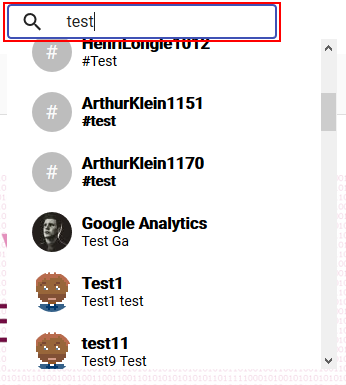 test
HenriLongle1012
#Test
#
ArthurKlein1151
#test
#
ArthurKlein1170
#test
#
Google Analytics
Test Ga
Test1
Test1 test
test11
Test9 Test